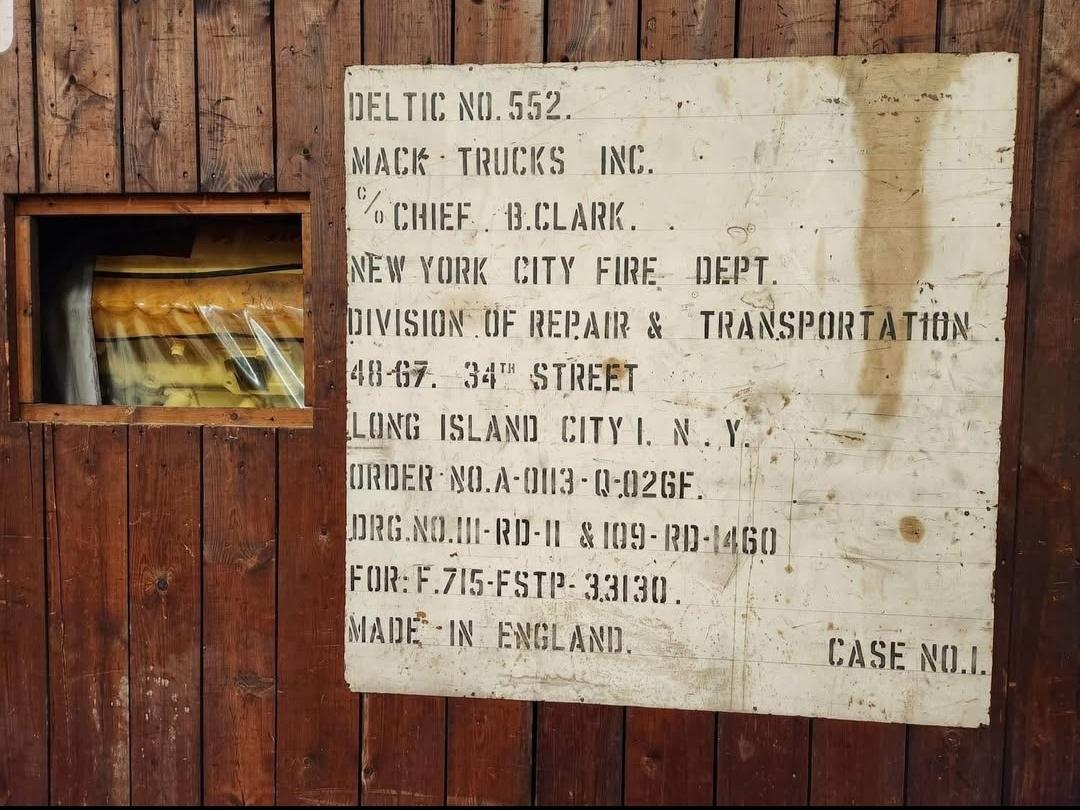 DELTIC NO. 552.
MACK TRUCKS INC.
c/o CHIEF B.CLARK.
NEW YORK CITY FIRE DEPT.
DIVISION OF REPAIR & TRANSPORTATION.
48-67. 34TH STREET
LONG ISLAND CITY 1. N.Y.
ORDER NO.A-0113-Q-026F.
DRG.NO.111-RD-11 & 109-RD-1460
FOR: F.715-FSTP-33130.
MADE IN ENGLAND.
CASE NO.1.